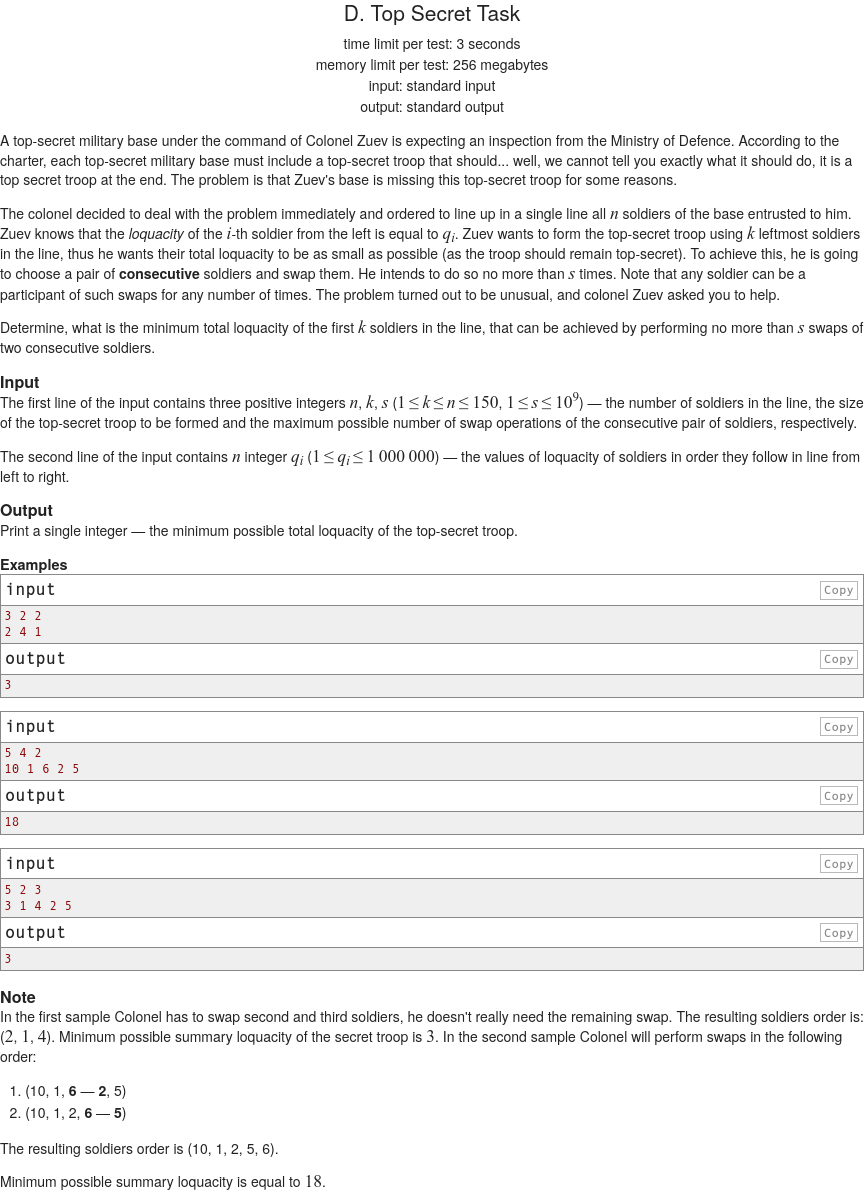 D. Top Secret Task
time limit per test: 3 seconds
memory limit per test: 256 megabytes
input: standard input
output: standard output
A top-secret military base under the command of Colonel Zuev is expecting an inspection from the Ministry of Defence. According to the
charter, each top-secret military base must include a top-secret troop that should... well, we cannot tell you exactly what it should do, it is a
top secret troop at the end. The problem is that Zuev's base is missing this top-secret troop for some reasons.
The colonel decided to deal with the problem immediately and ordered to line up in a single line all n soldiers of the base entrusted to him.
Zuev knows that the loquacity of the i-th soldier from the left is equal to qi. Zuev wants to form the top-secret troop using k leftmost soldiers
in the line, thus he wants their total loquacity to be as small as possible (as the troop should remain top-secret). To achieve this, he is going
to choose a pair of consecutive soldiers and swap them. He intends to do so no more than s times. Note that any soldier can be a
participant of such swaps for any number of times. The problem turned out to be unusual, and colonel Zuev asked you to help.
Determine, what is the minimum total loquacity of the first k soldiers in the line, that can be achieved by performing no more than s swaps of
two consecutive soldiers.
Input
The first line of the input contains three positive integers n, k, s (1 ≤ k ≤ n ≤ 150, 1 ≤ s ≤ 10^9) — the number of soldiers in the line, the size
of the top-secret troop to be formed and the maximum possible number of swap operations of the consecutive pair of soldiers, respectively.
The second line of the input contains n integer qi (1 ≤ qi ≤ 1 000 000) — the values of loquacity of soldiers in order they follow in line from
left to right.
Output
Print a single integer — the minimum possible total loquacity of the top-secret troop.
Examples
input Copy
3 2 2
2 4 1
output Copy
3
input Copy
5 4 2
10 1 6 2 5
output Copy
18
input Copy
5 2 3
3 1 4 2 5
output Copy
3
Note
In the first sample Colonel has to swap second and third soldiers, he doesn't really need the remaining swap. The resulting soldiers order is:
(2, 1, 4). Minimum possible summary loquacity of the secret troop is 3. In the second sample Colonel will perform swaps in the following
order:
1. (10, 1, 6 — 2, 5)
2. (10, 1, 2, 6 — 5)
The resulting soldiers order is (10, 1, 2, 5, 6).
Minimum possible summary loquacity is equal to 18.